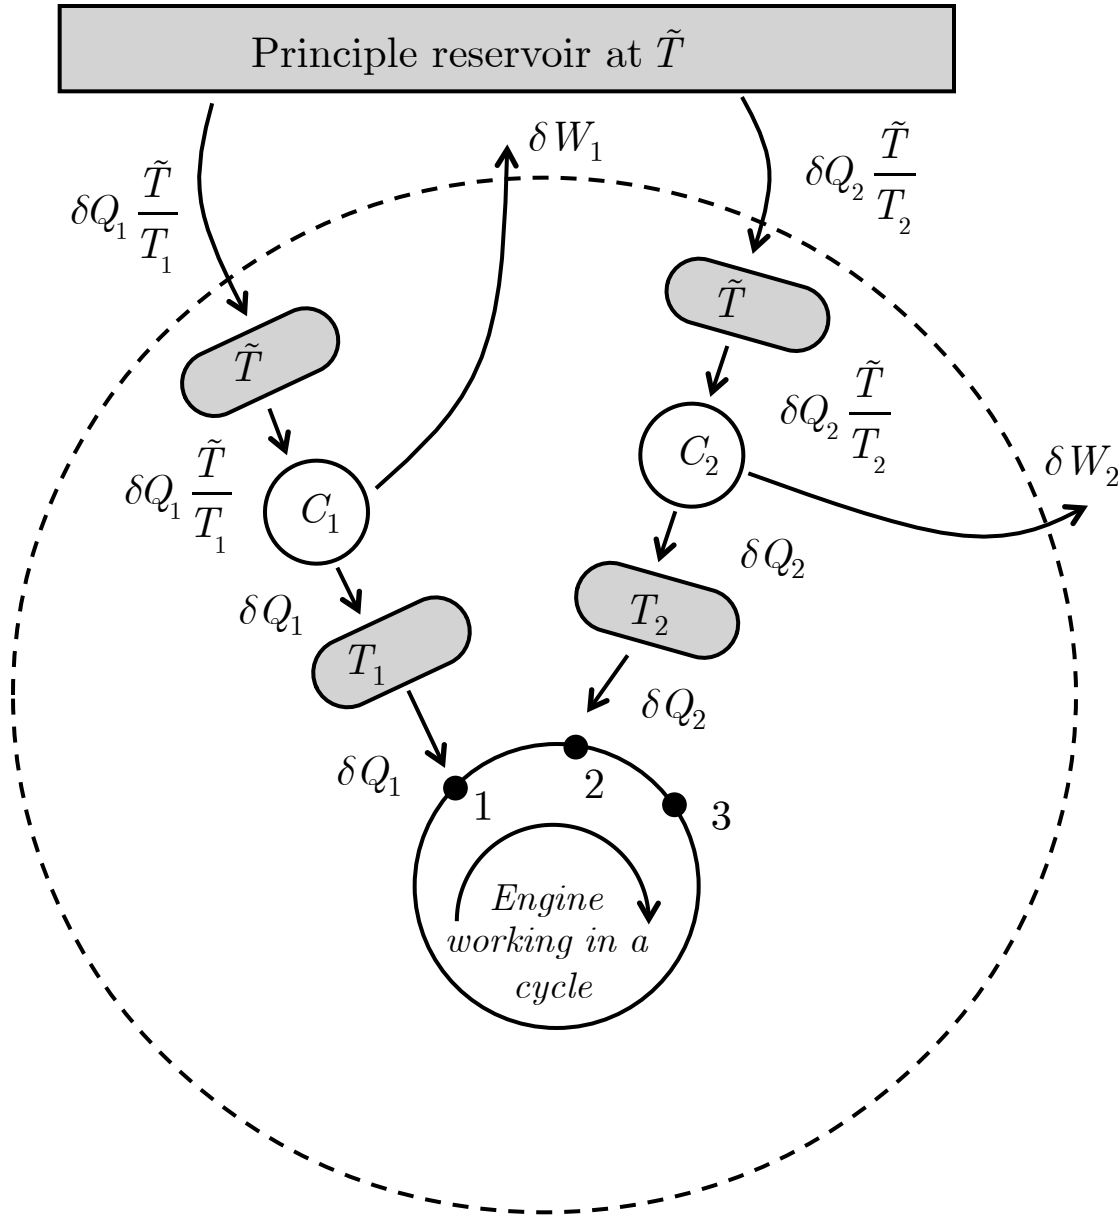 Principle reservoir at T̃
δW₁
δQ₁ T̃/T₁
δQ₂ T̃/T₂
T̃
T̃
δQ₂ T̃/T₂
δQ₁ T̃/T₁
C₂
δW₂
C₁
δQ₂
δQ₁
T₂
T₁
δQ₂
δQ₁
2
1
3
Engine
working in a
cycle